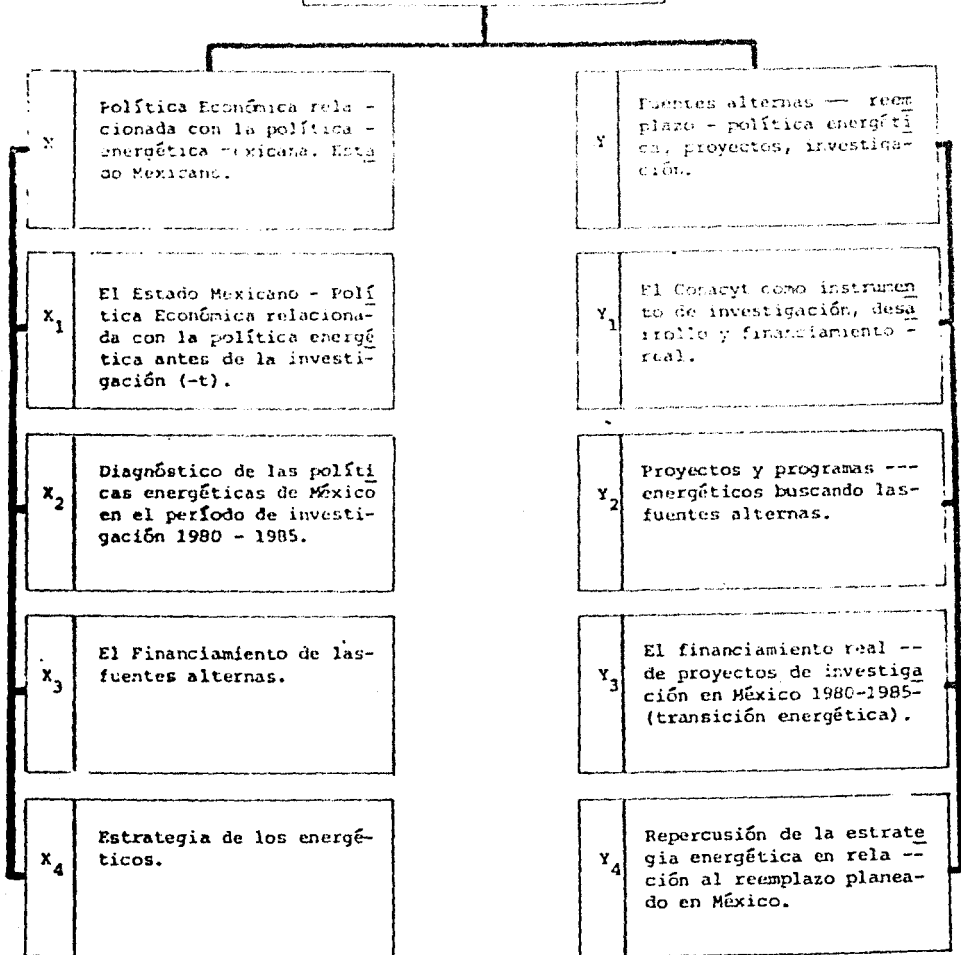 X
Política Económica rela -
cionada con la política -
energética mexicana. Esta
do Mexicano.
X1
El Estado Mexicano - Polí
tica Económica relaciona-
da con la política energé
tica antes de la investi-
gación (-t).
X2
Diagnóstico de las políti
cas energéticas de México
en el período de investi-
gación 1980 - 1985.
X3
El Financiamiento de las-
fuentes alternas.
X4
Estrategia de los energé-
ticos.
Y
Fuentes alternas -- reem
plazo - política energéti
ca, proyectos, investiga-
ción.
Y1
El Conacyt como instrumen
to de investigación, desa
rrollo y financiamiento -
real.
Y2
Proyectos y programas ---
energéticos buscando las-
fuentes alternas.
Y3
El financiamiento real --
de proyectos de investiga
ción en México 1980-1985-
(transición energética).
Y4
Repercusión de la estrate
gia energética en rela --
ción al reemplazo planea-
do en México.